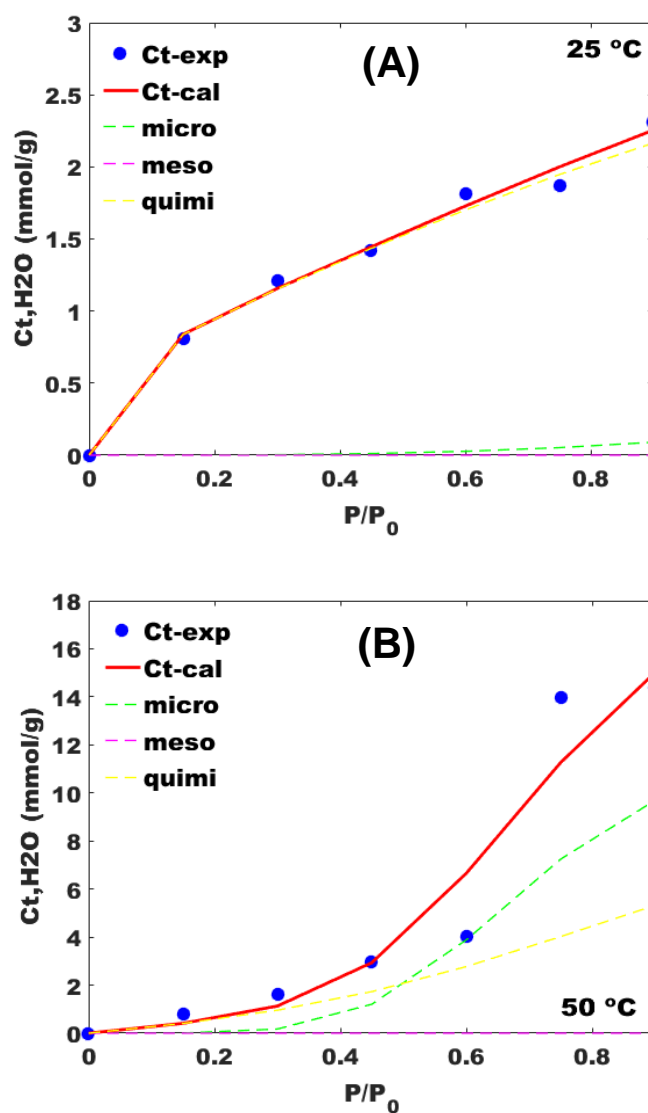 3
2.5
2
1.5
1
0.5
0
Ct,H2O (mmol/g)
Ct-exp
Ct-cal
micro
meso
quimi
(A)
25 ºC
0 0.2 0.4 0.6 0.8
P/P0
18
16
14
12
10
8
6
4
2
0
Ct,H2O (mmol/g)
Ct-exp
Ct-cal
micro
meso
quimi
(B)
50 ºC
0 0.2 0.4 0.6 0.8
P/P0